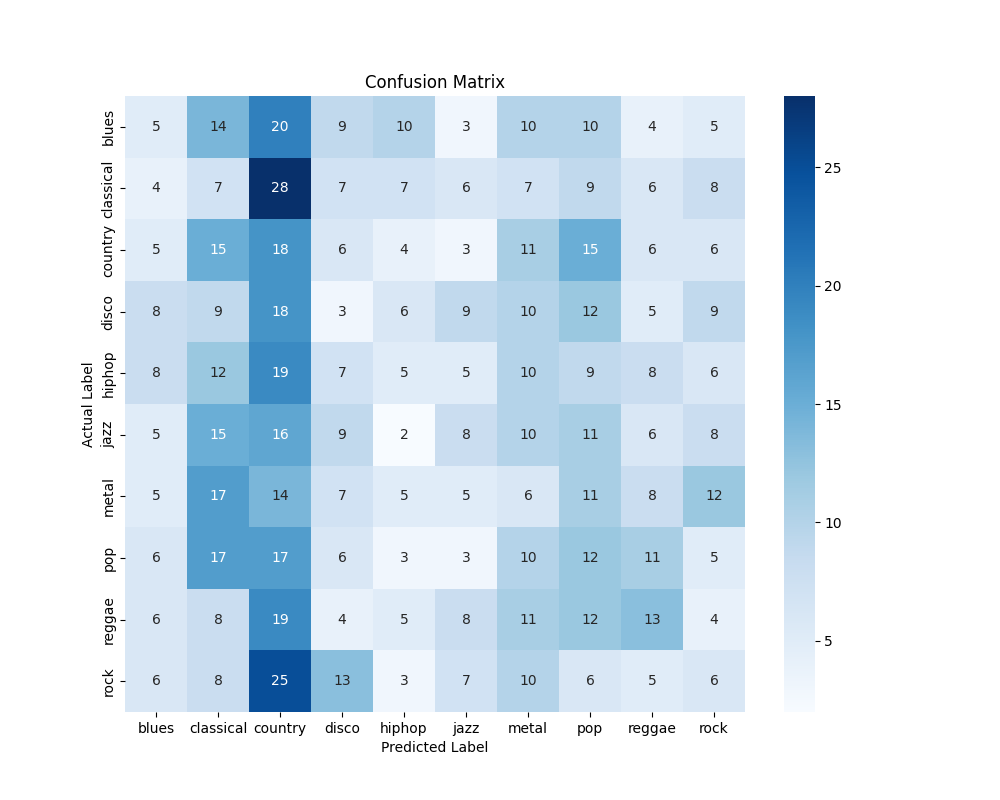 Confusion Matrix
Actual Label
blues 5 14 20 9 10 3 10 10 4 5
classical 4 7 28 7 7 6 7 9 6 8
country 5 15 18 6 4 3 11 15 6 6
disco 8 9 18 3 6 9 10 12 5 9
hiphop 8 12 19 7 5 5 10 9 8 6
jazz 5 15 16 9 2 8 10 11 6 8
metal 5 17 14 7 5 5 6 11 8 12
pop 6 17 17 6 3 3 10 12 11 5
reggae 6 8 19 4 5 8 11 12 13 4
rock 6 8 25 13 3 7 10 6 5 6
blues classical country disco hiphop jazz metal pop reggae rock
Predicted Label
25
20
15
10
5